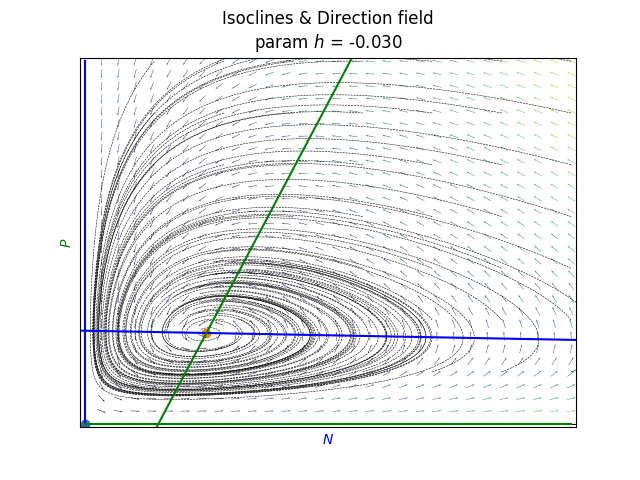 Isoclines & Direction field
param h = -0.030
P
N